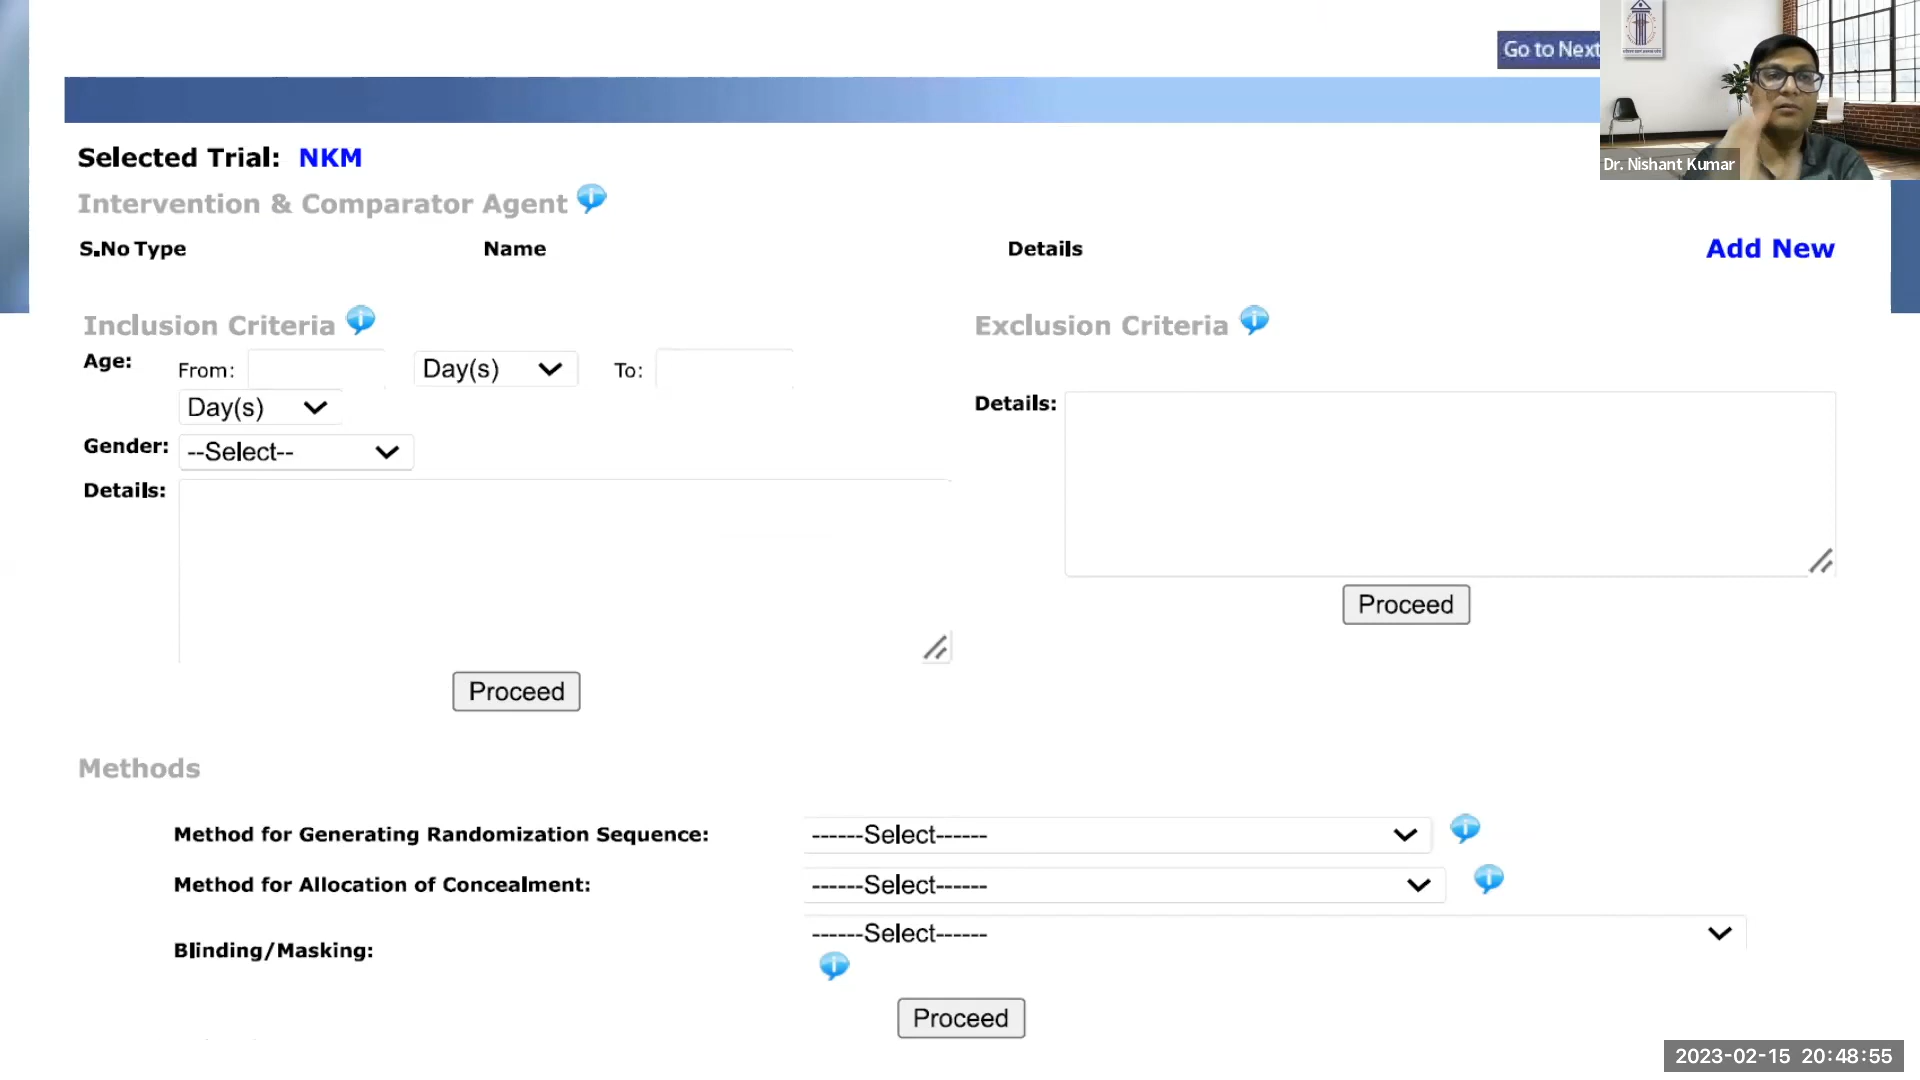 Go to Next
Dr. Nishant Kumar
Selected Trial: NKM
Intervention & Comparator Agent
S.No Type Name Details Add New
Inclusion Criteria Exclusion Criteria
Age: From: Day(s) To:
Day(s)
Details:
Gender: --Select--
Details:
Proceed
Proceed
Methods
Method for Generating Randomization Sequence: ------Select------
Method for Allocation of Concealment: ------Select------
Blinding/Masking: ------Select------
Proceed
2023-02-15 20:48:55